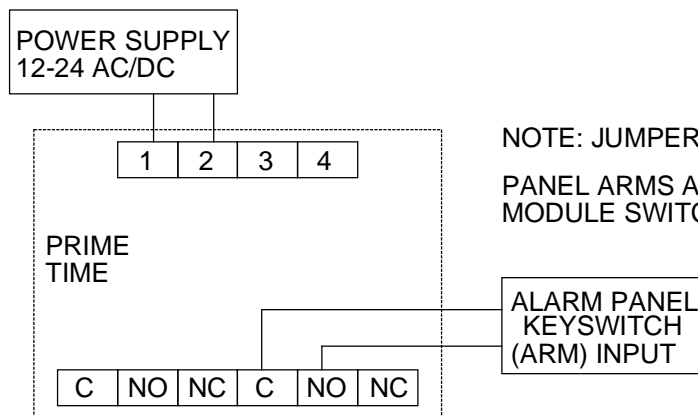 POWER SUPPLY
12-24 AC/DC
1 2 3 4
NOTE: JUMPER
PANEL ARMS A
MODULE SWITC
PRIME
TIME
ALARM PANEL
KEYSWITCH
(ARM) INPUT
C NO NC C NO NC